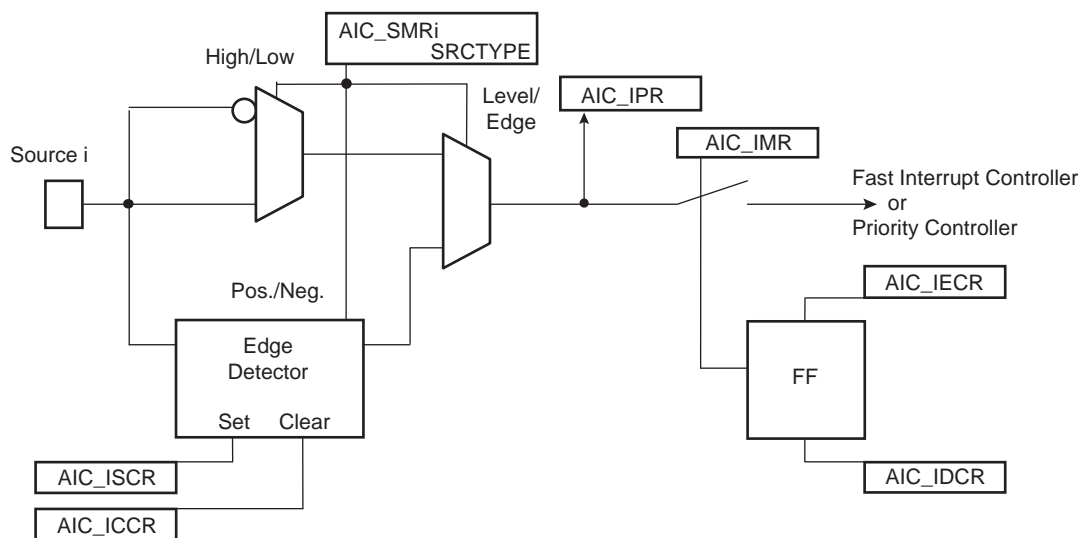 AIC_SMRi
SRCTYPE
High/Low
Level/
Edge
AIC_IPR
AIC_IMR
Source i
Fast Interrupt Controller
or
Priority Controller
Pos./Neg.
AIC_IECR
Edge
Detector
FF
Set Clear
AIC_ISCR
AIC_IDCR
AIC_ICCR